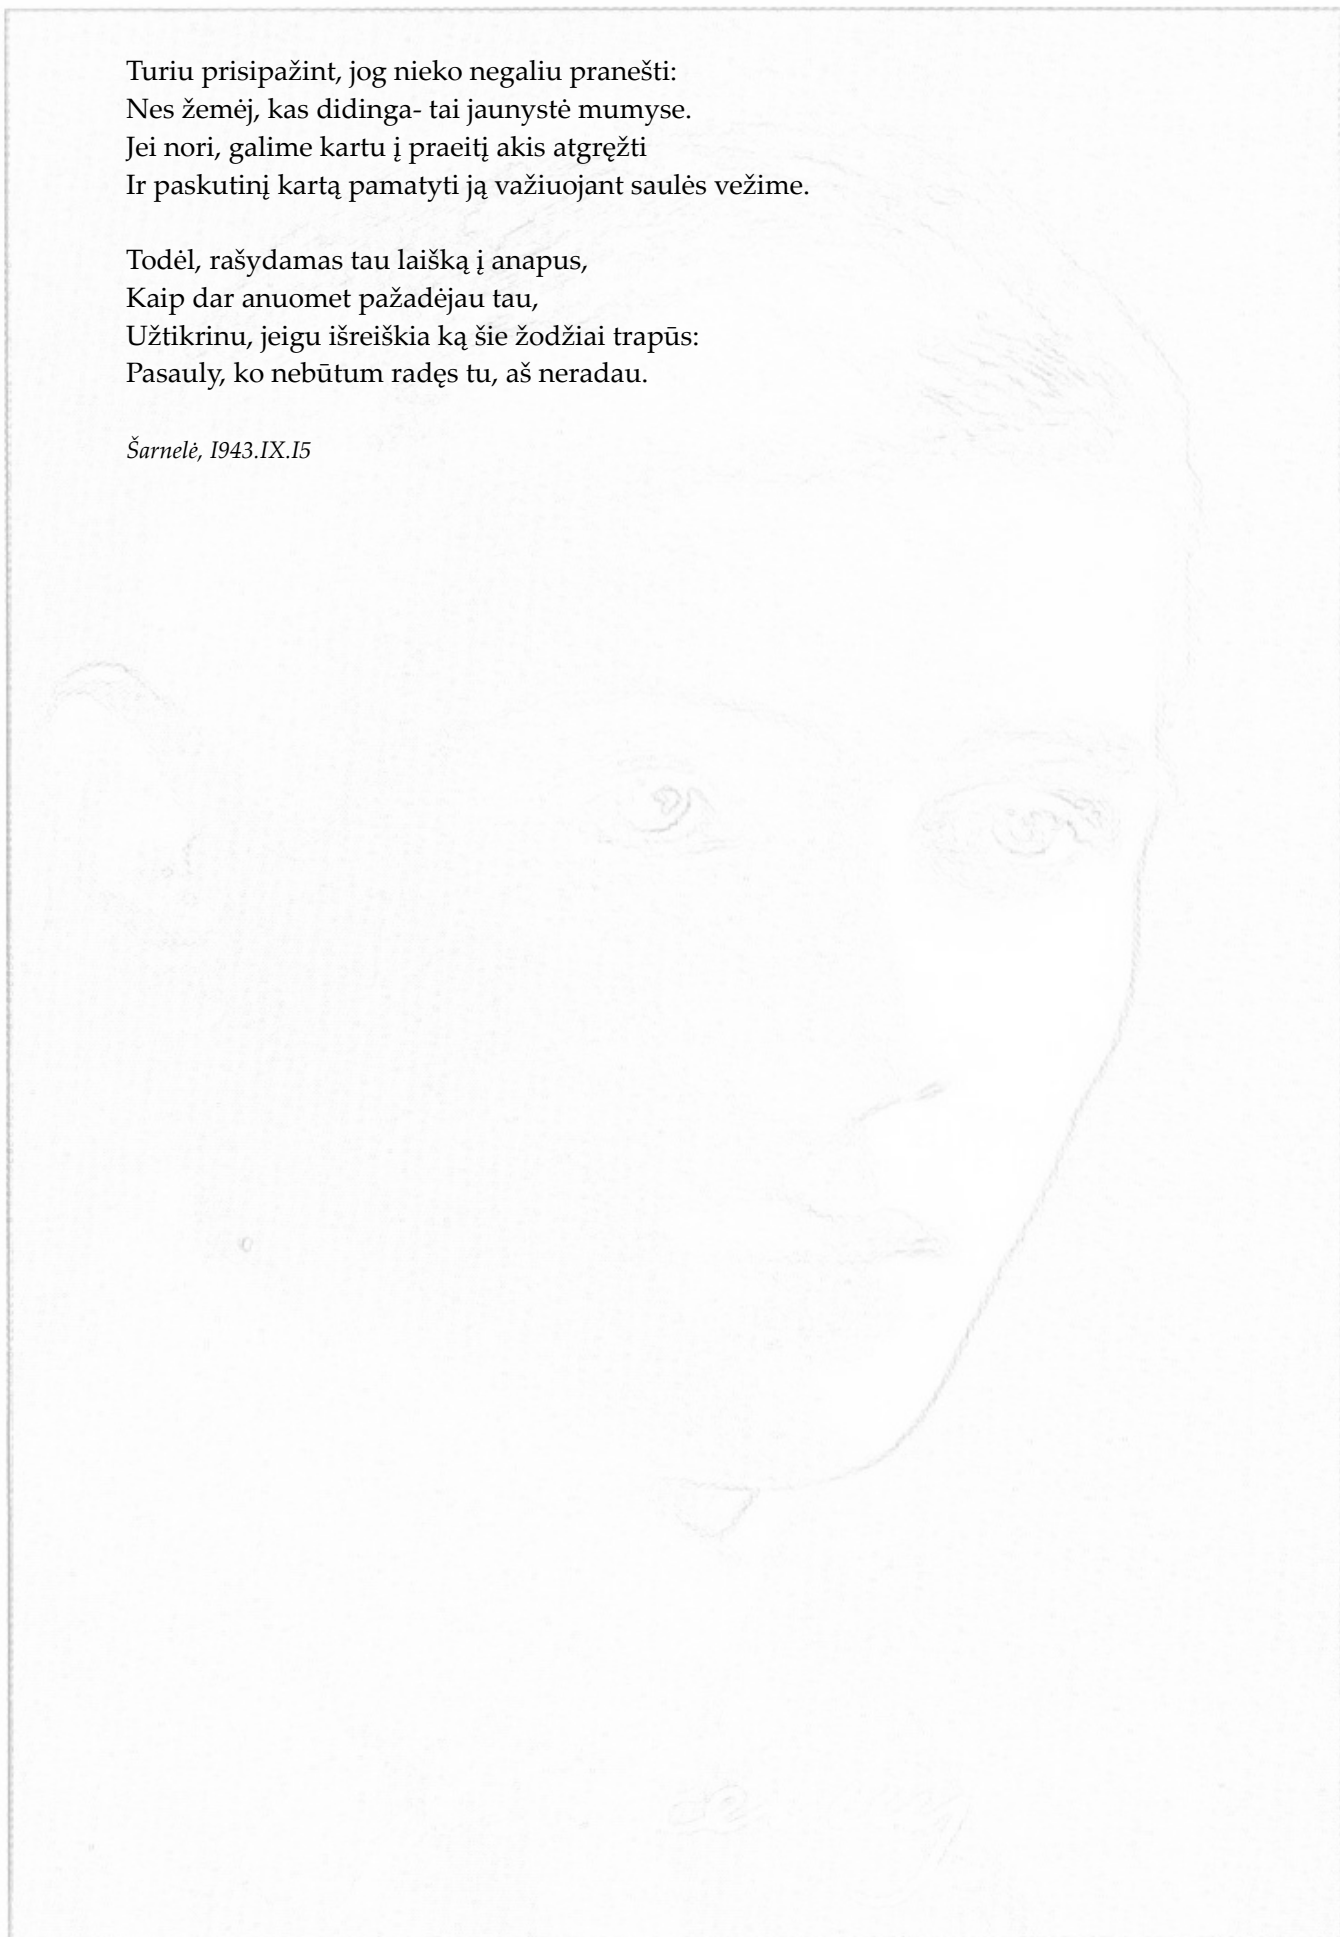 Turiu prisipažint, jog nieko negaliu pranešti:
Nes žemėj, kas didinga- tai jaunystė mumyse.
Jei nori, galime kartu į praeitį akis atgręžti
Ir paskutinį kartą pamatyti ją važiuojant saulės vežime.
Todėl, rašydamas tau laišką į anapus,
Kaip dar anuomet pažadėjau tau,
Užtikrinu, jeigu išreiškia ką šie žodžiai trapūs:
Pasauly, ko nebūtum radęs tu, aš neradau.
Šarnelė, I943.IX.I5